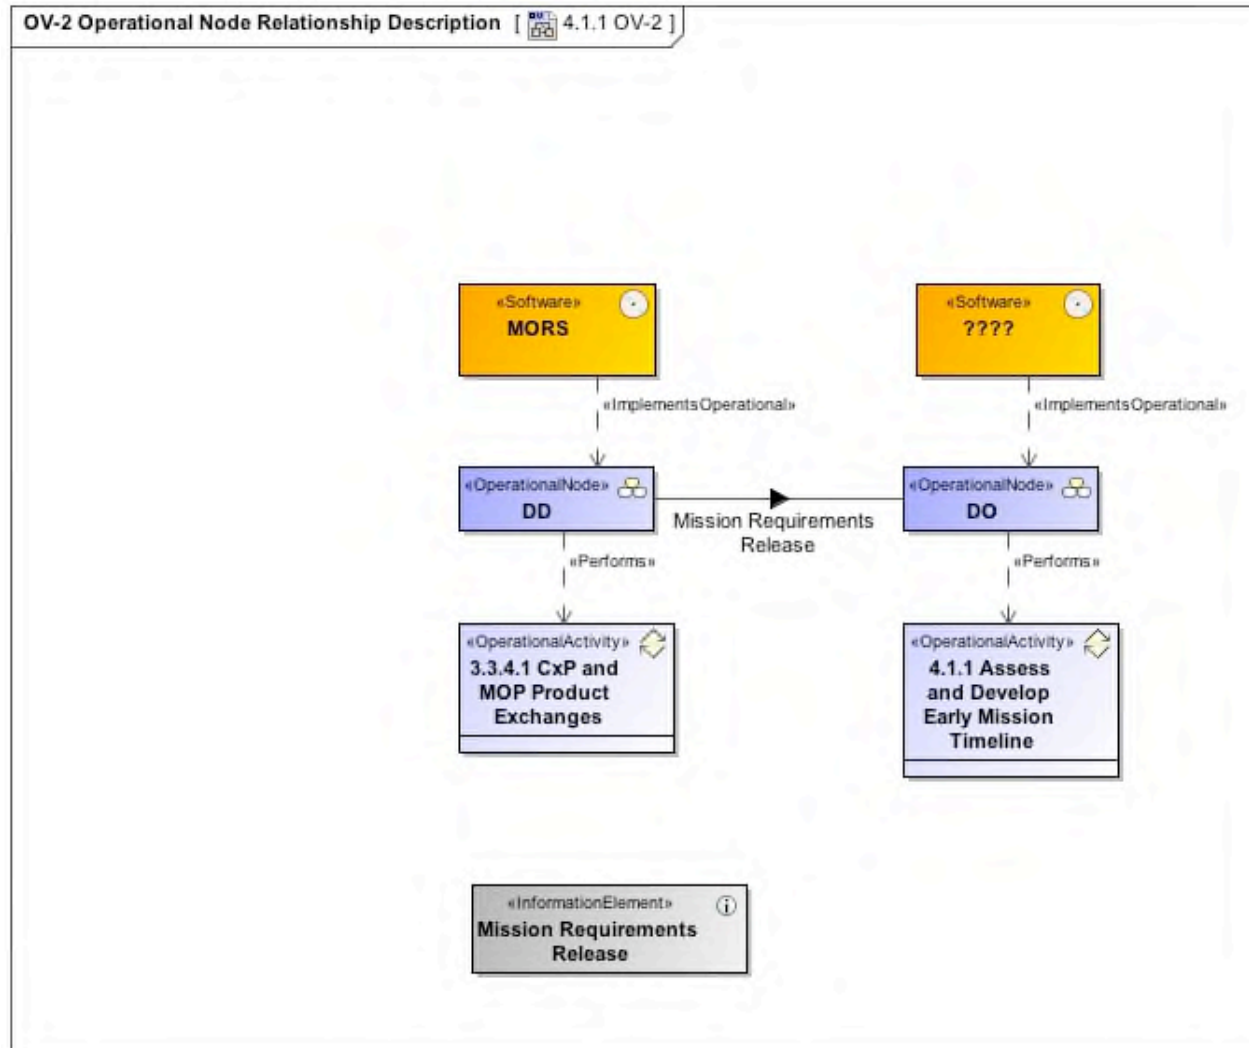 OV-2 Operational Node Relationship Description [ 4.1.1 OV-2 ]
«Software»
MORS
«Software»
????
«ImplementsOperational»
«ImplementsOperational»
«OperationalNode»
DD
Mission Requirements
Release
«OperationalNode»
DO
«Performs»
«Performs»
«OperationalActivity»
3.3.4.1 CxP and
MOP Product
Exchanges
«OperationalActivity»
4.1.1 Assess
and Develop
Early Mission
Timeline
«InformationElement»
Mission Requirements
Release